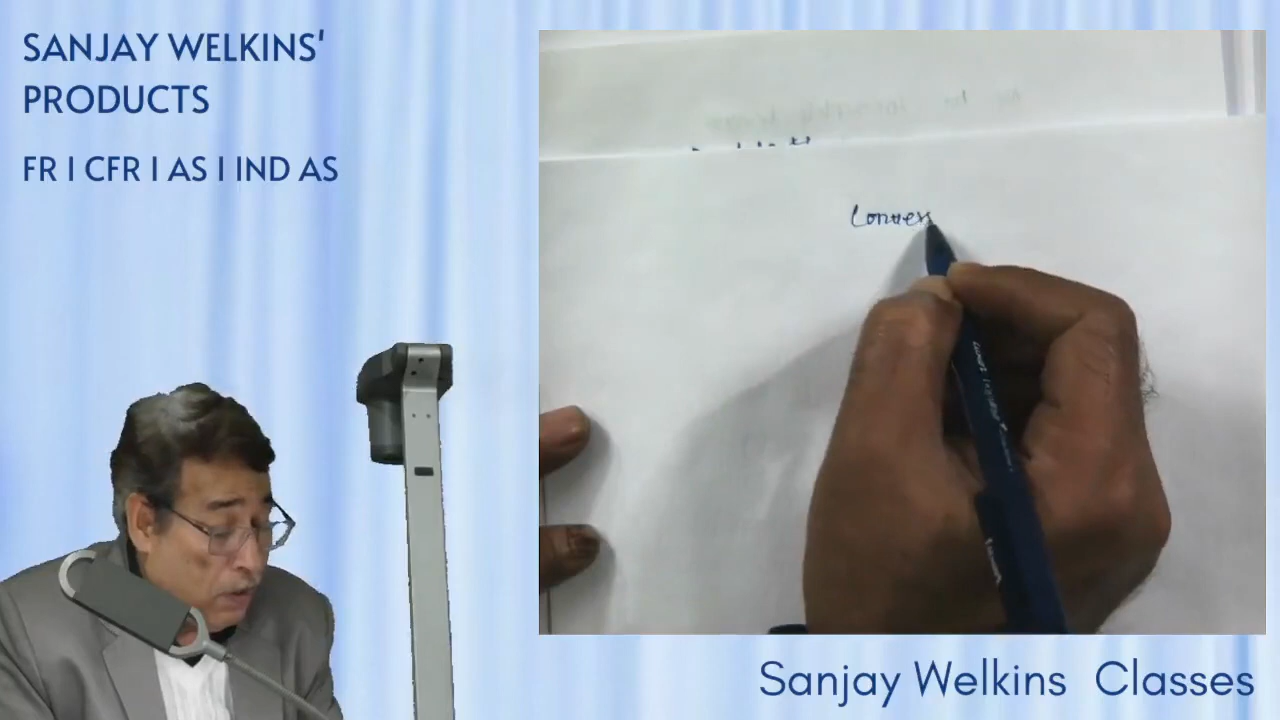 SANJAY WELKINS'
PRODUCTS
FR I CFR I AS I IND AS
Convers
Sanjay Welkins Classes